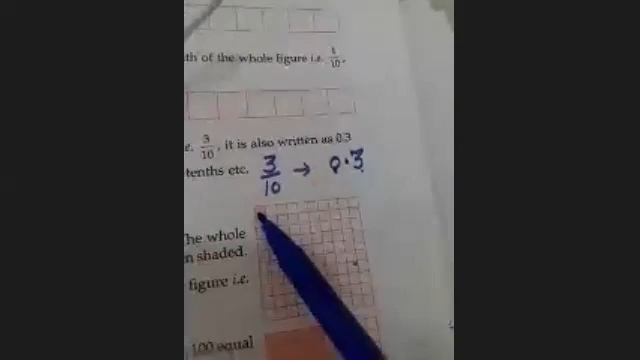 th of the whole figure i.e. 1/10,
e. 3/10, it is also written as 0.3
tenths etc. 3/10 → 0.3
The whole
n shaded.
figure i.e.
100 equal